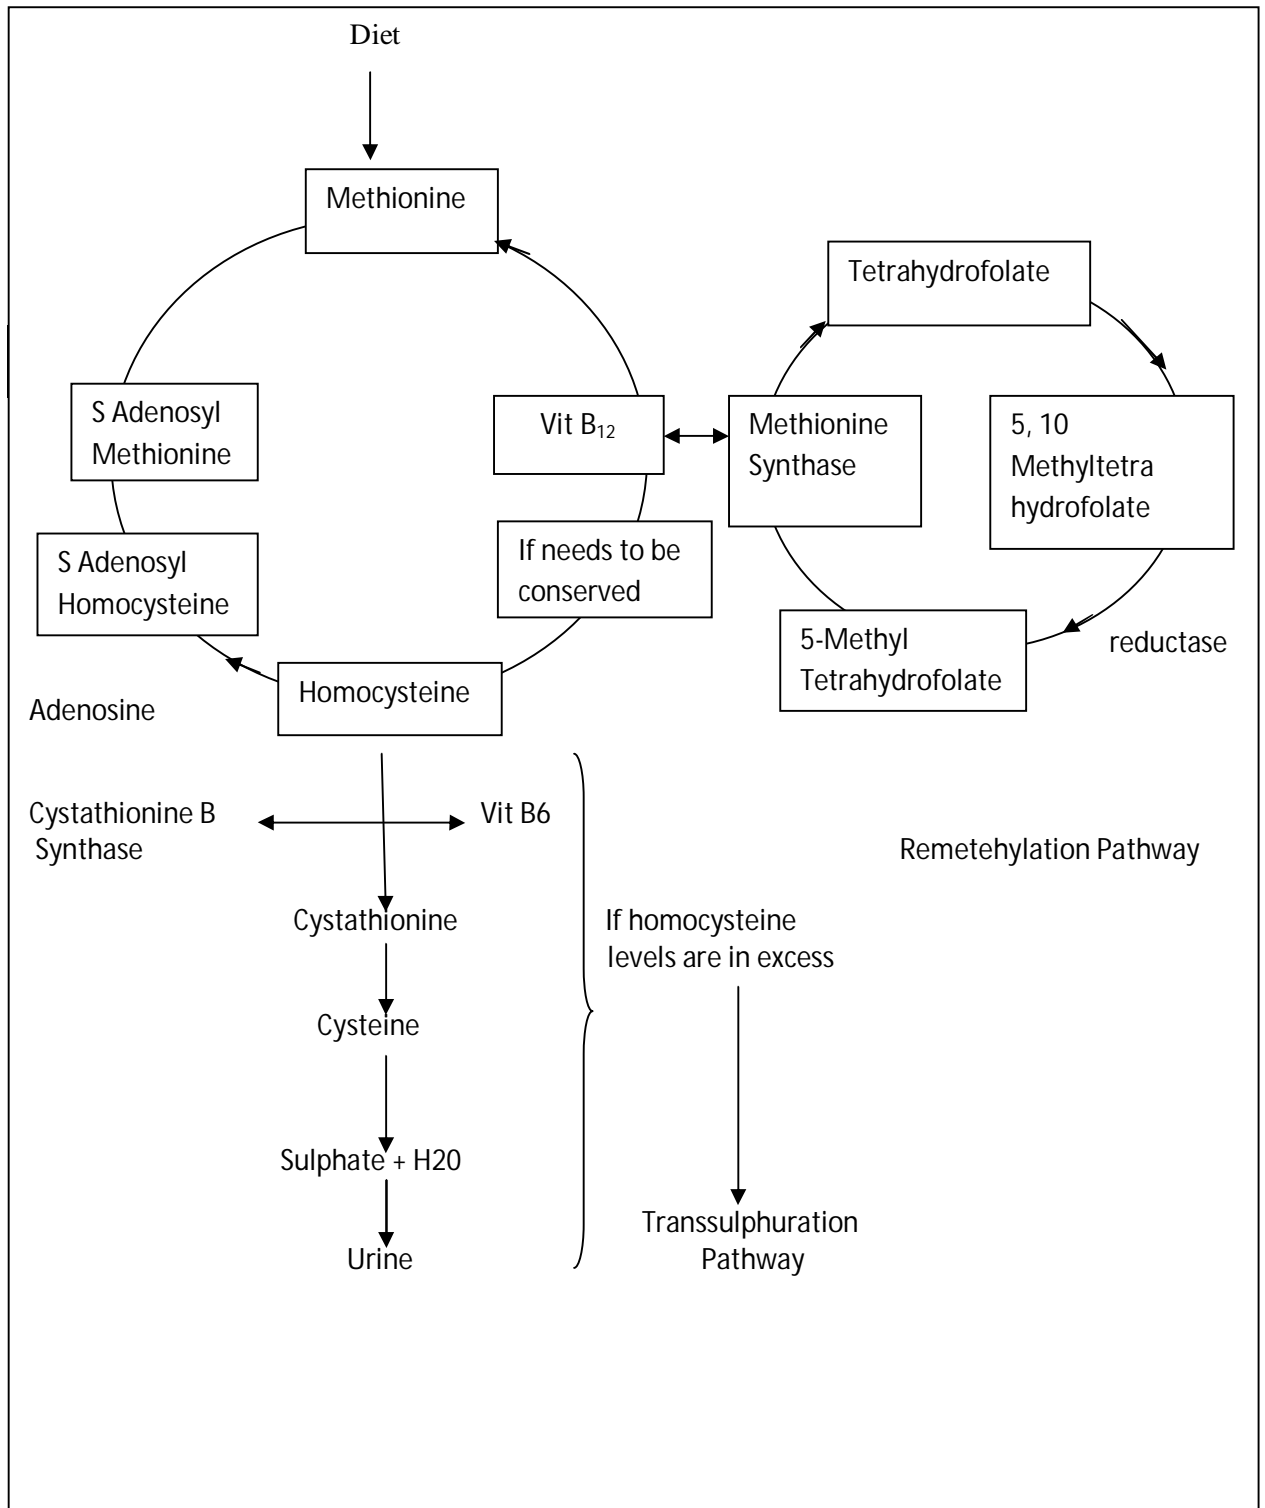 Diet
Methionine
Tetrahydrofolate
S Adenosyl
Methionine
Vit B₁₂
Methionine
Synthase
5, 10
Methyltetra
hydrofolate
S Adenosyl
Homocysteine
If needs to be
conserved
5-Methyl
Tetrahydrofolate
reductase
Homocysteine
Adenosine
Cystathionine B
Synthase
Vit B6
Remetehylation Pathway
Cystathionine
If homocysteine
levels are in excess
Cysteine
Sulphate + H20
Transsulphuration
Pathway
Urine